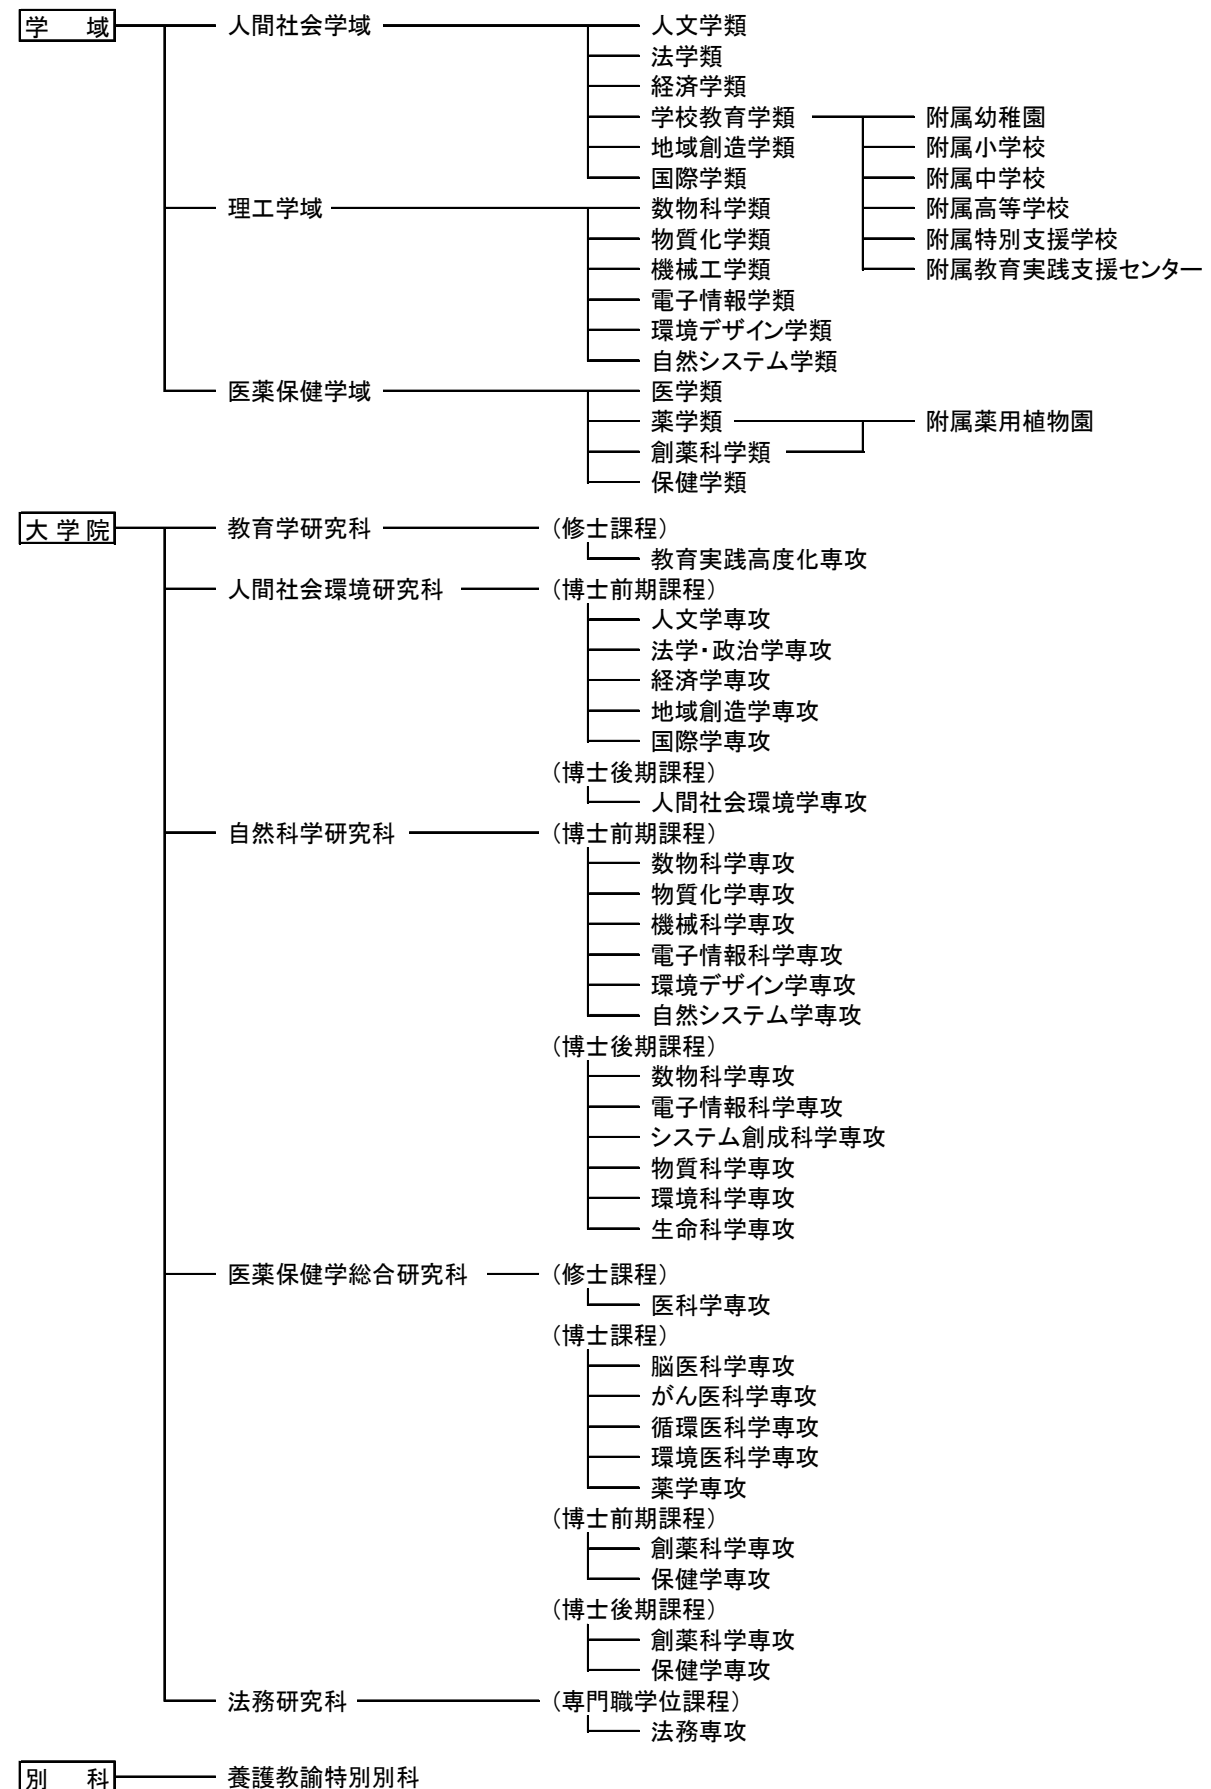 学　域 人間社会学域 人文学類
法学類
経済学類
学校教育学類 附属幼稚園
地域創造学類 附属小学校
国際学類 附属中学校
理工学域 数物科学類 附属高等学校
物質化学類 附属特別支援学校
機械工学類 附属教育実践支援センター
電子情報学類
環境デザイン学類
自然システム学類
医薬保健学域 医学類
薬学類 附属薬用植物園
創薬科学類
保健学類
大学院 教育学研究科 （修士課程）
教育実践高度化専攻
人間社会環境研究科 （博士前期課程）
人文学専攻
法学・政治学専攻
経済学専攻
地域創造学専攻
国際学専攻
（博士後期課程）
人間社会環境学専攻
自然科学研究科 （博士前期課程）
数物科学専攻
物質化学専攻
機械科学専攻
電子情報科学専攻
環境デザイン学専攻
自然システム学専攻
（博士後期課程）
数物科学専攻
電子情報科学専攻
システム創成科学専攻
物質科学専攻
環境科学専攻
生命科学専攻
医薬保健学総合研究科 （修士課程）
医科学専攻
（博士課程）
脳医科学専攻
がん医科学専攻
循環医科学専攻
環境医科学専攻
薬学専攻
（博士前期課程）
創薬科学専攻
保健学専攻
（博士後期課程）
創薬科学専攻
保健学専攻
法務研究科 （専門職学位課程）
法務専攻
別　科 養護教諭特別別科